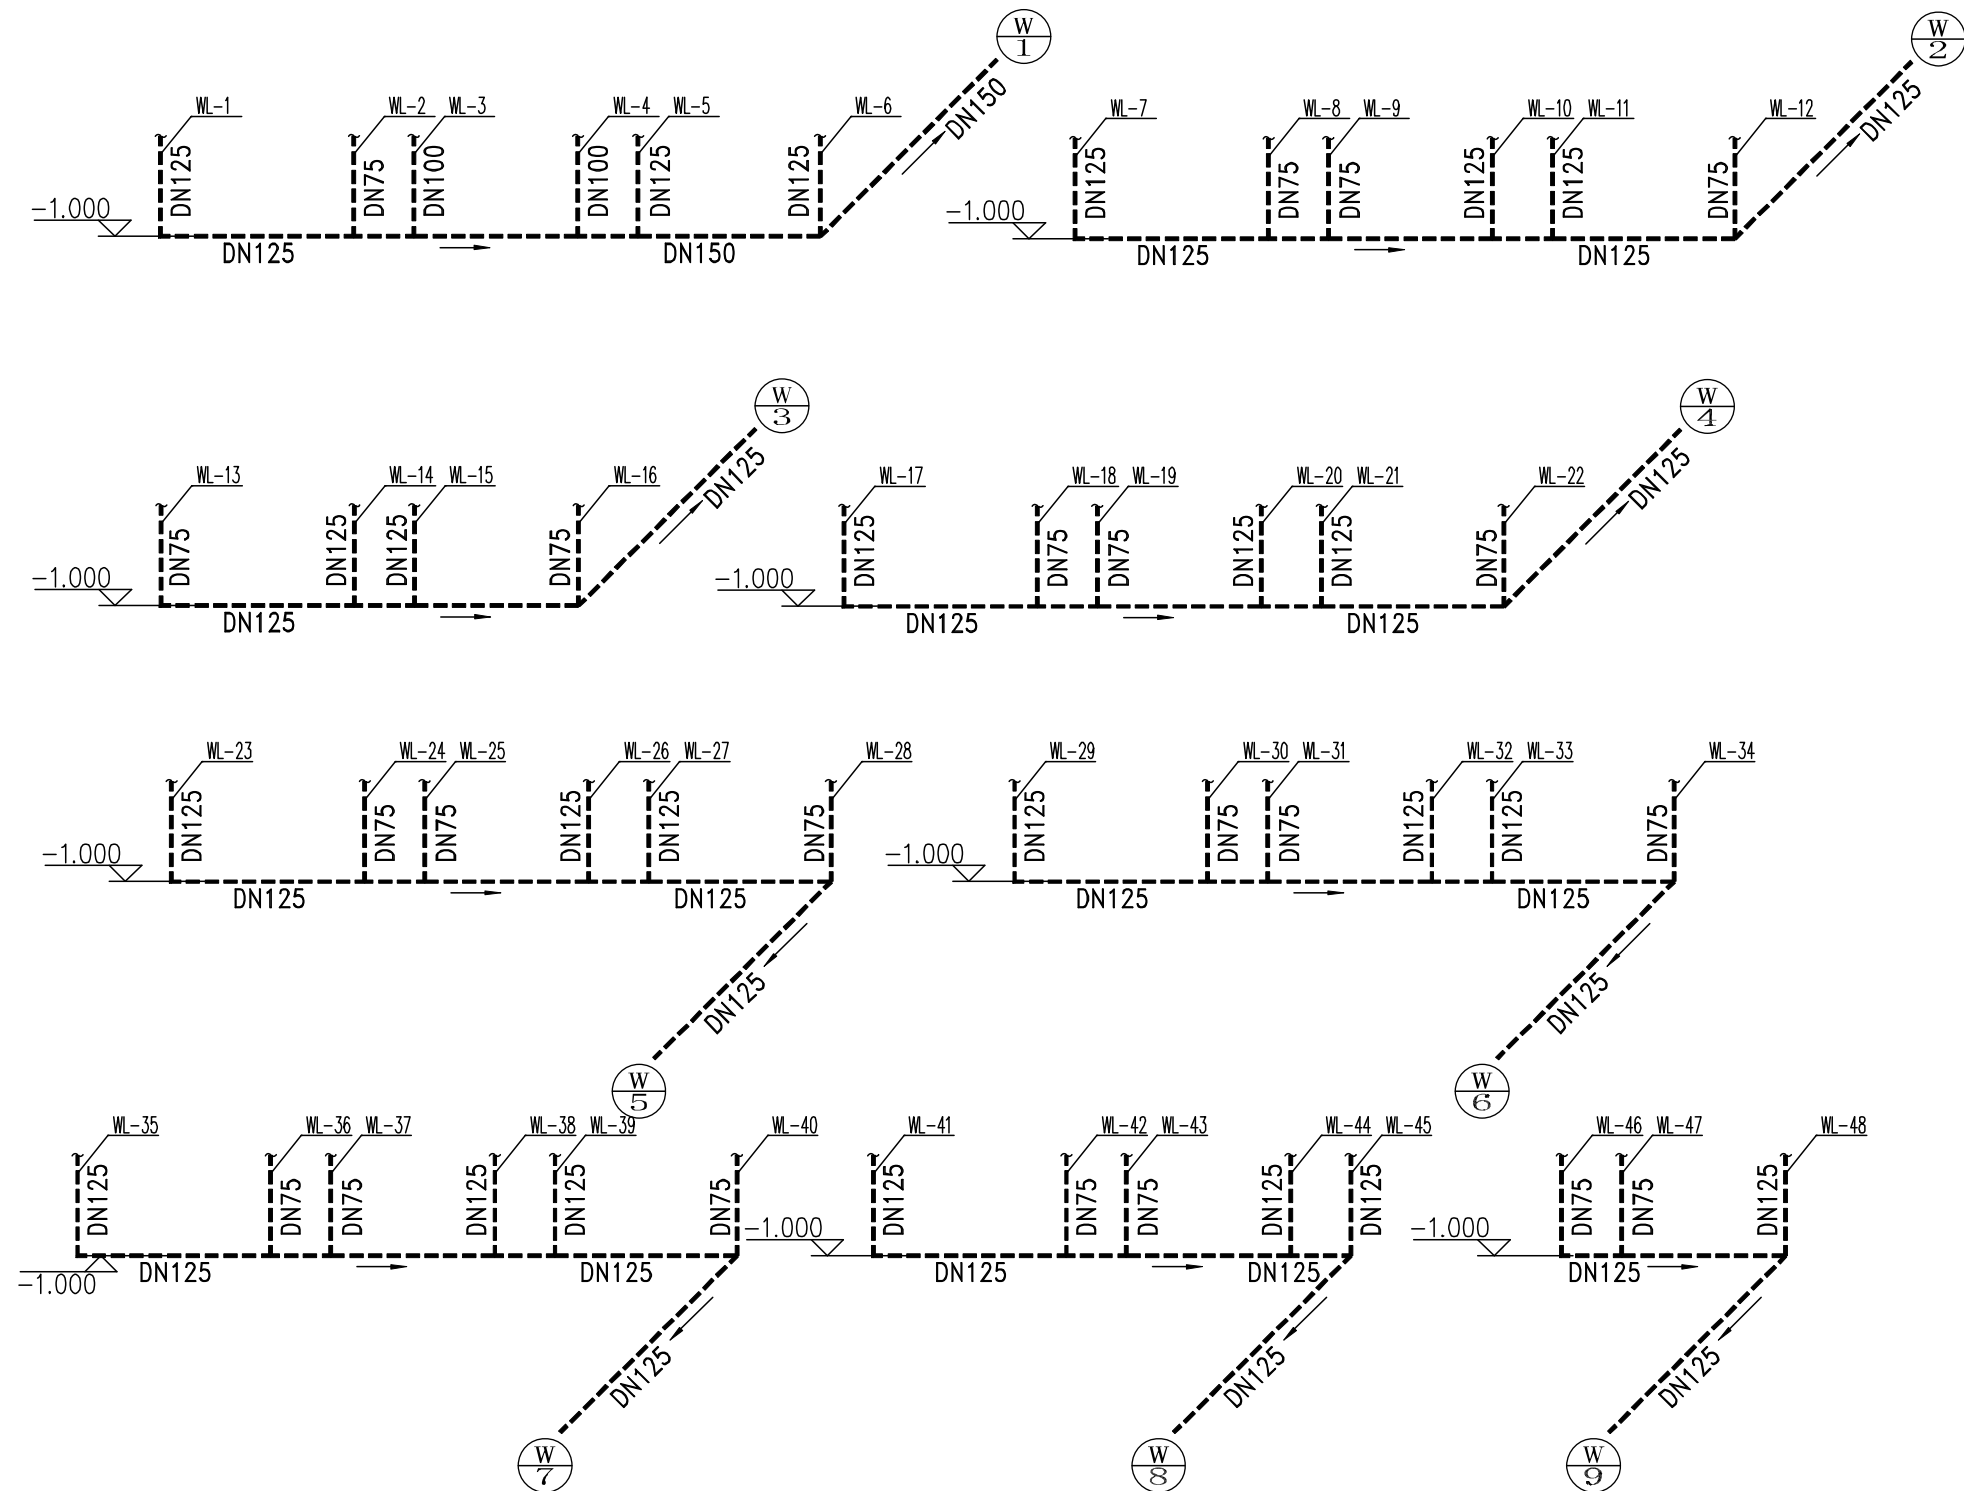 W
1
W
2
WL-1 WL-2 WL-3 WL-4 WL-5 WL-6
WL-7 WL-8 WL-9 WL-10 WL-11 WL-12
DN125 DN75 DN100 DN100 DN125 DN125 DN150
DN125 DN75 DN75 DN125 DN125 DN75 DN125
-1.000
-1.000
DN125 DN150
DN125 DN125
W
3
W
4
WL-13 WL-14 WL-15 WL-16
WL-17 WL-18 WL-19 WL-20 WL-21 WL-22
DN75 DN125 DN125 DN75 DN125
DN125 DN75 DN75 DN125 DN125 DN75 DN125
-1.000
-1.000
DN125
DN125 DN125
WL-23 WL-24 WL-25 WL-26 WL-27 WL-28
WL-29 WL-30 WL-31 WL-32 WL-33 WL-34
DN125 DN75 DN75 DN125 DN125 DN75
DN125 DN75 DN75 DN125 DN125 DN75
-1.000
-1.000
DN125 DN125
DN125 DN125
DN125
DN125
W
5
W
6
WL-35 WL-36 WL-37 WL-38 WL-39 WL-40
WL-41 WL-42 WL-43 WL-44 WL-45
WL-46 WL-47 WL-48
DN125 DN75 DN75 DN125 DN125 DN75
DN125 DN75 DN75 DN125 DN125
DN75 DN75 DN125
-1.000
-1.000
-1.000
DN125 DN125
DN125 DN125
DN125
DN125
DN125
DN125
W
7
W
8
W
9